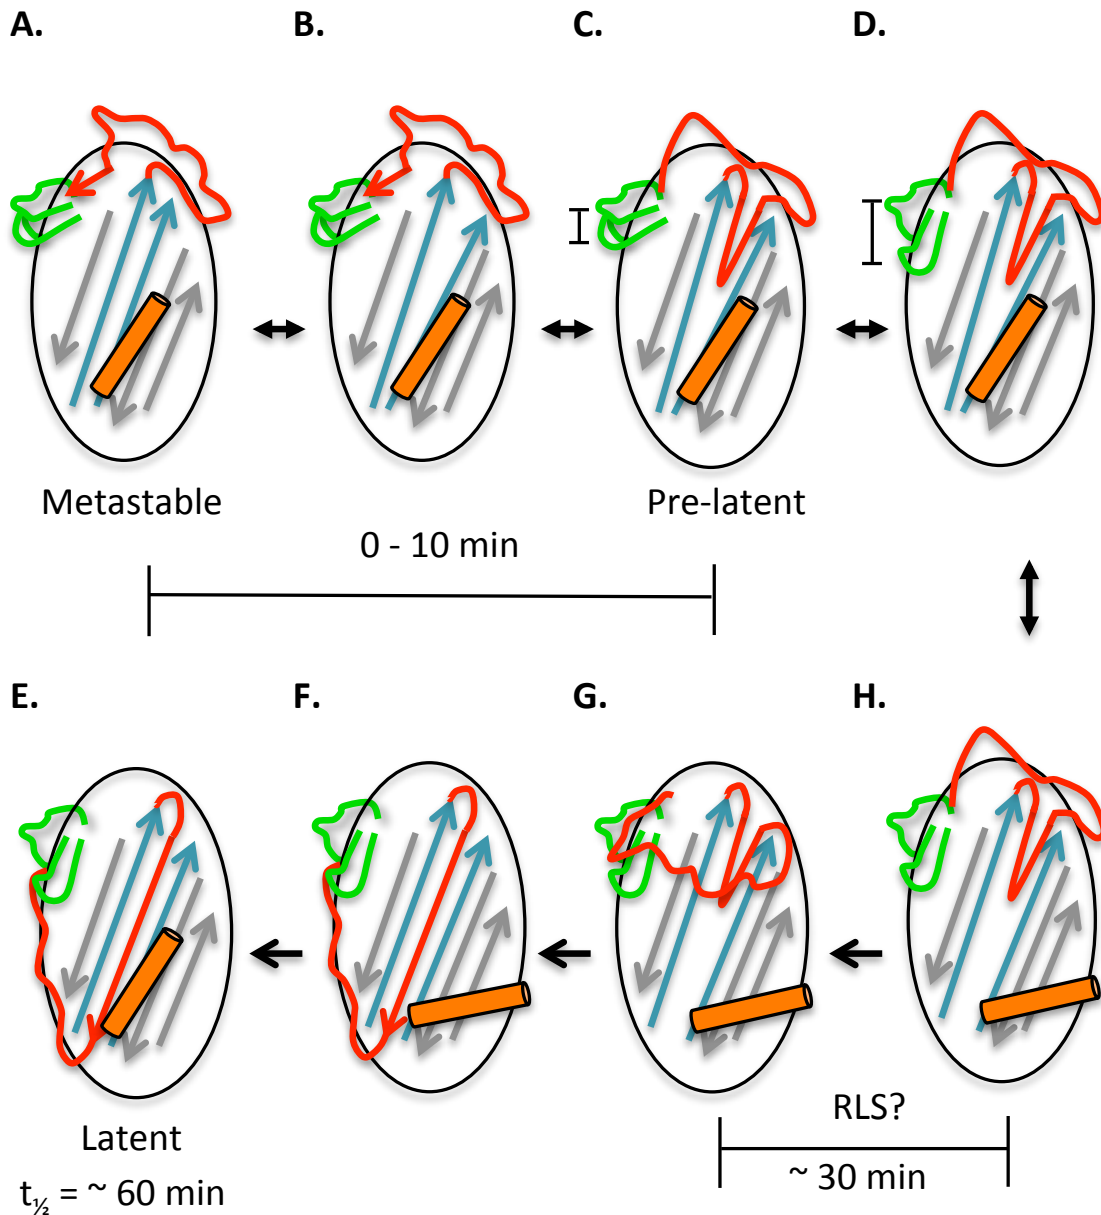 A.
B.
C.
D.
Metastable
Pre-latent
0 - 10 min
E.
F.
G.
H.
Latent
RLS?
~ 30 min
t½ = ~ 60 min